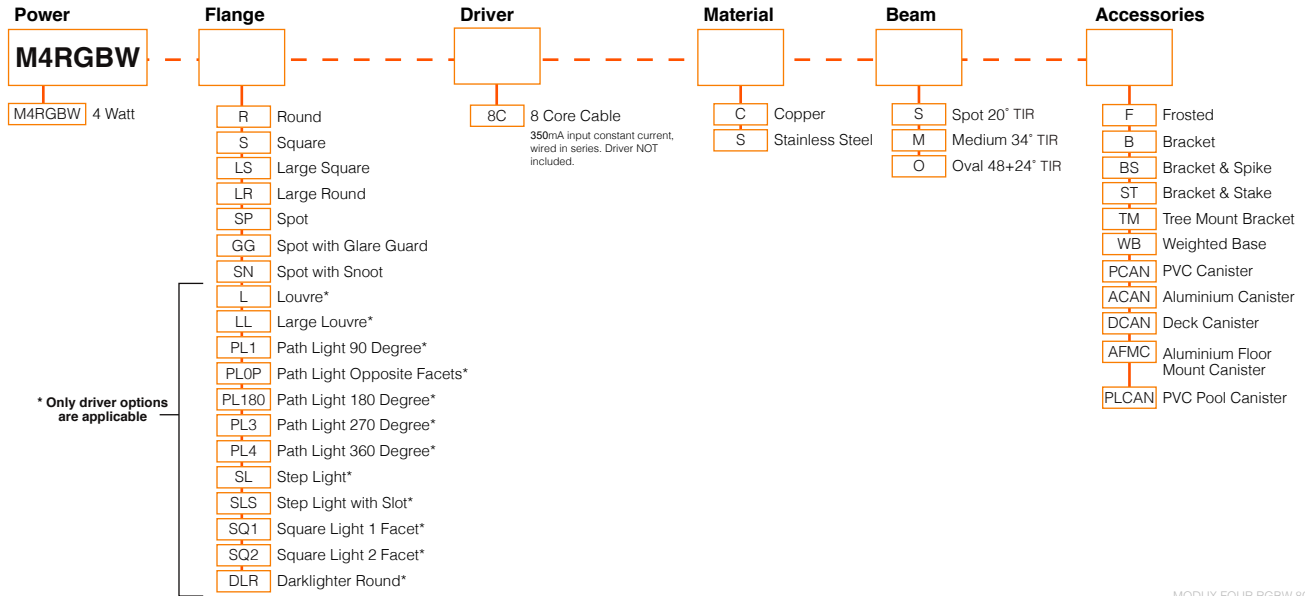 Power
Flange
Driver
Material
Beam
Accessories
M4RGBW
M4RGBW 4 Watt
R Round
S Square
LS Large Square
LR Large Round
SP Spot
GG Spot with Glare Guard
SN Spot with Snoot
L Louvre*
LL Large Louvre*
PL1 Path Light 90 Degree*
PL0P Path Light Opposite Facets*
PL180 Path Light 180 Degree*
PL3 Path Light 270 Degree*
PL4 Path Light 360 Degree*
SL Step Light*
SLS Step Light with Slot*
SQ1 Square Light 1 Facet*
SQ2 Square Light 2 Facet*
DLR Darklighter Round*
* Only driver options
are applicable
8C 8 Core Cable
350mA input constant current,
wired in series. Driver NOT
included.
C Copper
S Stainless Steel
S Spot 20˚ TIR
M Medium 34˚ TIR
O Oval 48+24˚ TIR
F Frosted
B Bracket
BS Bracket & Spike
ST Bracket & Stake
TM Tree Mount Bracket
WB Weighted Base
PCAN PVC Canister
ACAN Aluminium Canister
DCAN Deck Canister
AFMC Aluminium Floor
Mount Canister
PLCAN PVC Pool Canister
MODUX FOUR RGBW